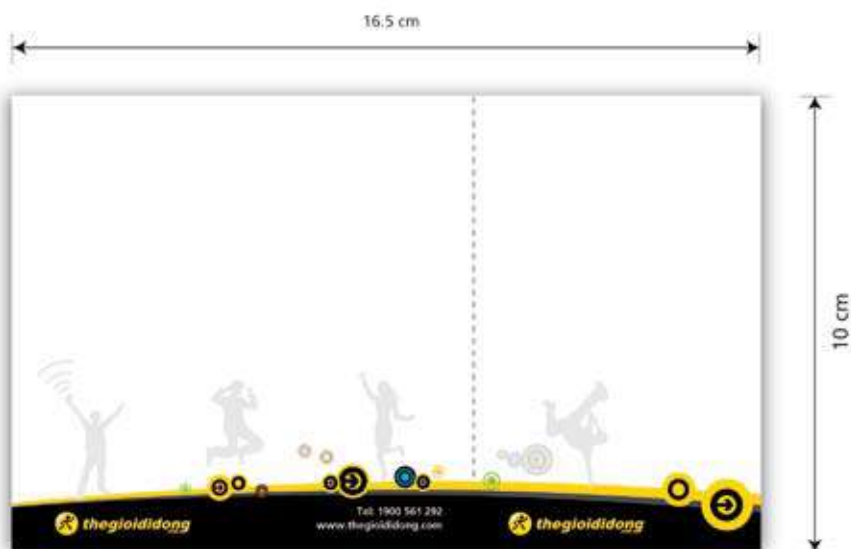 16.5 cm
10 cm
thegioididong
Tel: 1900 561 292
www.thegioididong.com
thegioididong